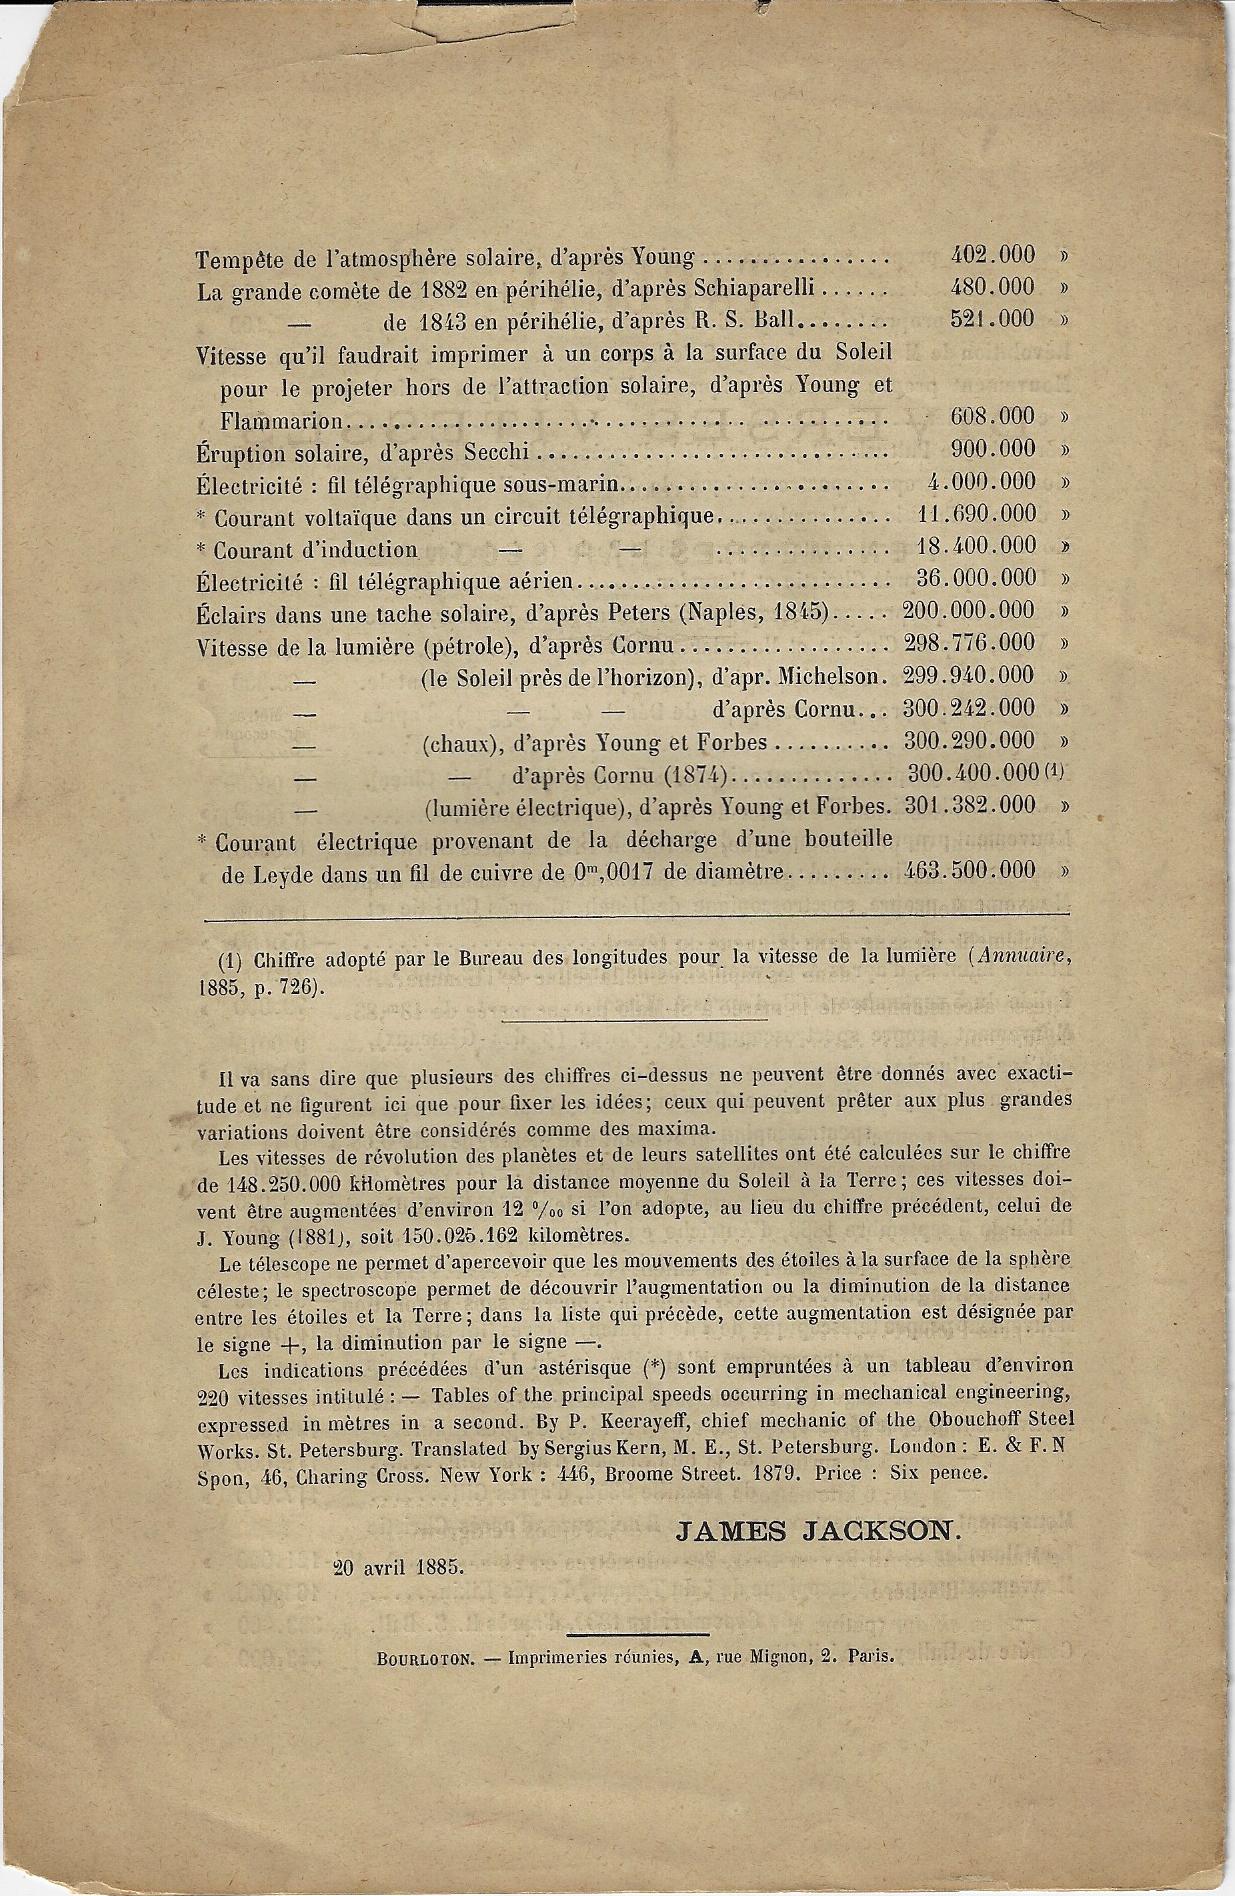 Tempête de l'atmosphère solaire, d'après Young ................ 402.000 »
La grande comète de 1882 en périhélie, d'après Schiaparelli ...... 480.000 »
— de 1843 en périhélie, d'après R. S. Ball........ 521.000 »
Vitesse qu'il faudrait imprimer à un corps à la surface du Soleil
pour le projeter hors de l'attraction solaire, d'après Young et
Flammarion................................. ........... 608.000 »
Éruption solaire, d'après Secchi .............................. 900.000 »
Électricité : fil télégraphique sous-marin....................... 4.000.000 »
* Courant voltaïque dans un circuit télégraphique............... 11.690.000 »
* Courant d'induction — — ............... 18.400.000 »
Électricité : fil télégraphique aérien........................... 36.000.000 »
Éclairs dans une tache solaire, d'après Peters (Naples, 1845)..... 200.000.000 »
Vitesse de la lumière (pétrole), d'après Cornu.................. 298.776.000 »
— (le Soleil près de l'horizon), d'apr. Michelson. 299.940.000 »
— — — d'après Cornu... 300.242.000 »
— (chaux), d'après Young et Forbes .......... 300.290.000 »
— — d'après Cornu (1874).............. 300.400.000 (1)
— (lumière électrique), d'après Young et Forbes. 301.382.000 »
* Courant électrique provenant de la décharge d'une bouteille
de Leyde dans un fil de cuivre de 0ᵐ,0017 de diamètre......... 463.500.000 »
(1) Chiffre adopté par le Bureau des longitudes pour la vitesse de la lumière (Annuaire,
1885, p. 726).
Il va sans dire que plusieurs des chiffres ci-dessus ne peuvent être donnés avec exacti-
tude et ne figurent ici que pour fixer les idées; ceux qui peuvent prêter aux plus grandes
variations doivent être considérés comme des maxima.
Les vitesses de révolution des planètes et de leurs satellites ont été calculées sur le chiffre
de 148.250.000 kilomètres pour la distance moyenne du Soleil à la Terre; ces vitesses doi-
vent être augmentées d'environ 12 ‰ si l'on adopte, au lieu du chiffre précédent, celui de
J. Young (1881), soit 150.025.162 kilomètres.
Le télescope ne permet d'apercevoir que les mouvements des étoiles à la surface de la sphère
céleste; le spectroscope permet de découvrir l'augmentation ou la diminution de la distance
entre les étoiles et la Terre; dans la liste qui précède, cette augmentation est désignée par
le signe +, la diminution par le signe —.
Les indications précédées d'un astérisque (*) sont empruntées à un tableau d'environ
220 vitesses intitulé : — Tables of the principal speeds occurring in mechanical engineering,
expressed in mètres in a second. By P. Keerayeff, chief mechanic of the Obouchoff Steel
Works. St. Petersburg. Translated by Sergius Kern, M. E., St. Petersburg. London : E. & F. N
Spon, 46, Charing Cross. New York : 446, Broome Street. 1879. Price : Six pence.
JAMES JACKSON.
20 avril 1885.
BOURLOTON. — Imprimeries réunies, A, rue Mignon, 2. Paris.